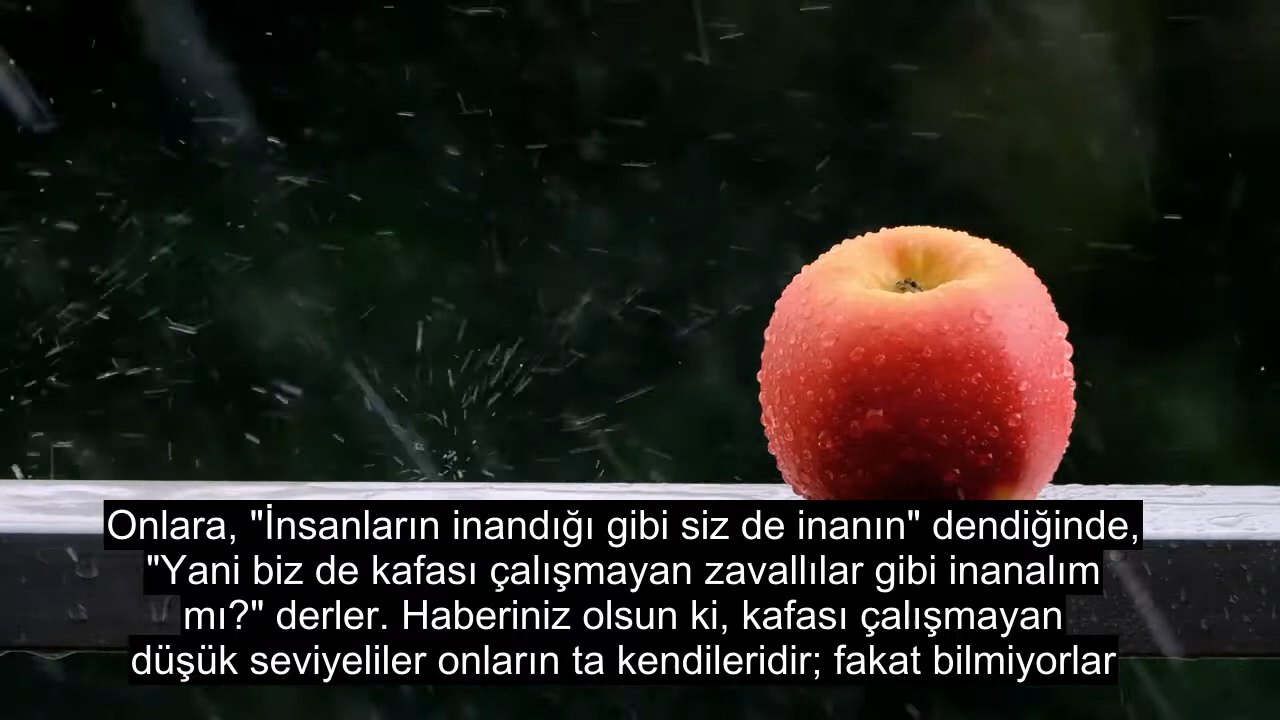 Onlara, "İnsanların inandığı gibi siz de inanın" dendiğinde,
"Yani biz de kafası çalışmayan zavallılar gibi inanalım
mı?" derler. Haberiniz olsun ki, kafası çalışmayan
düşük seviyeliler onların ta kendileridir; fakat bilmiyorlar